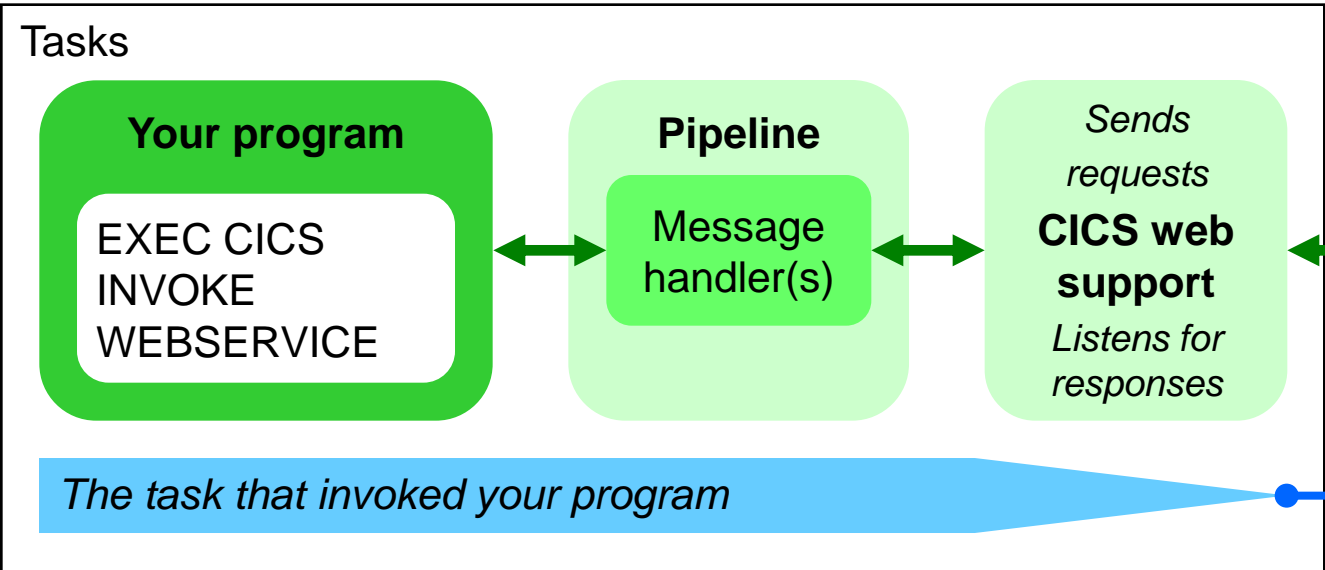 Tasks
Your program
EXEC CICS
INVOKE
WEBSERVICE
Pipeline
Message
handler(s)
Sends
requests
CICS web
support
Listens for
responses
The task that invoked your program